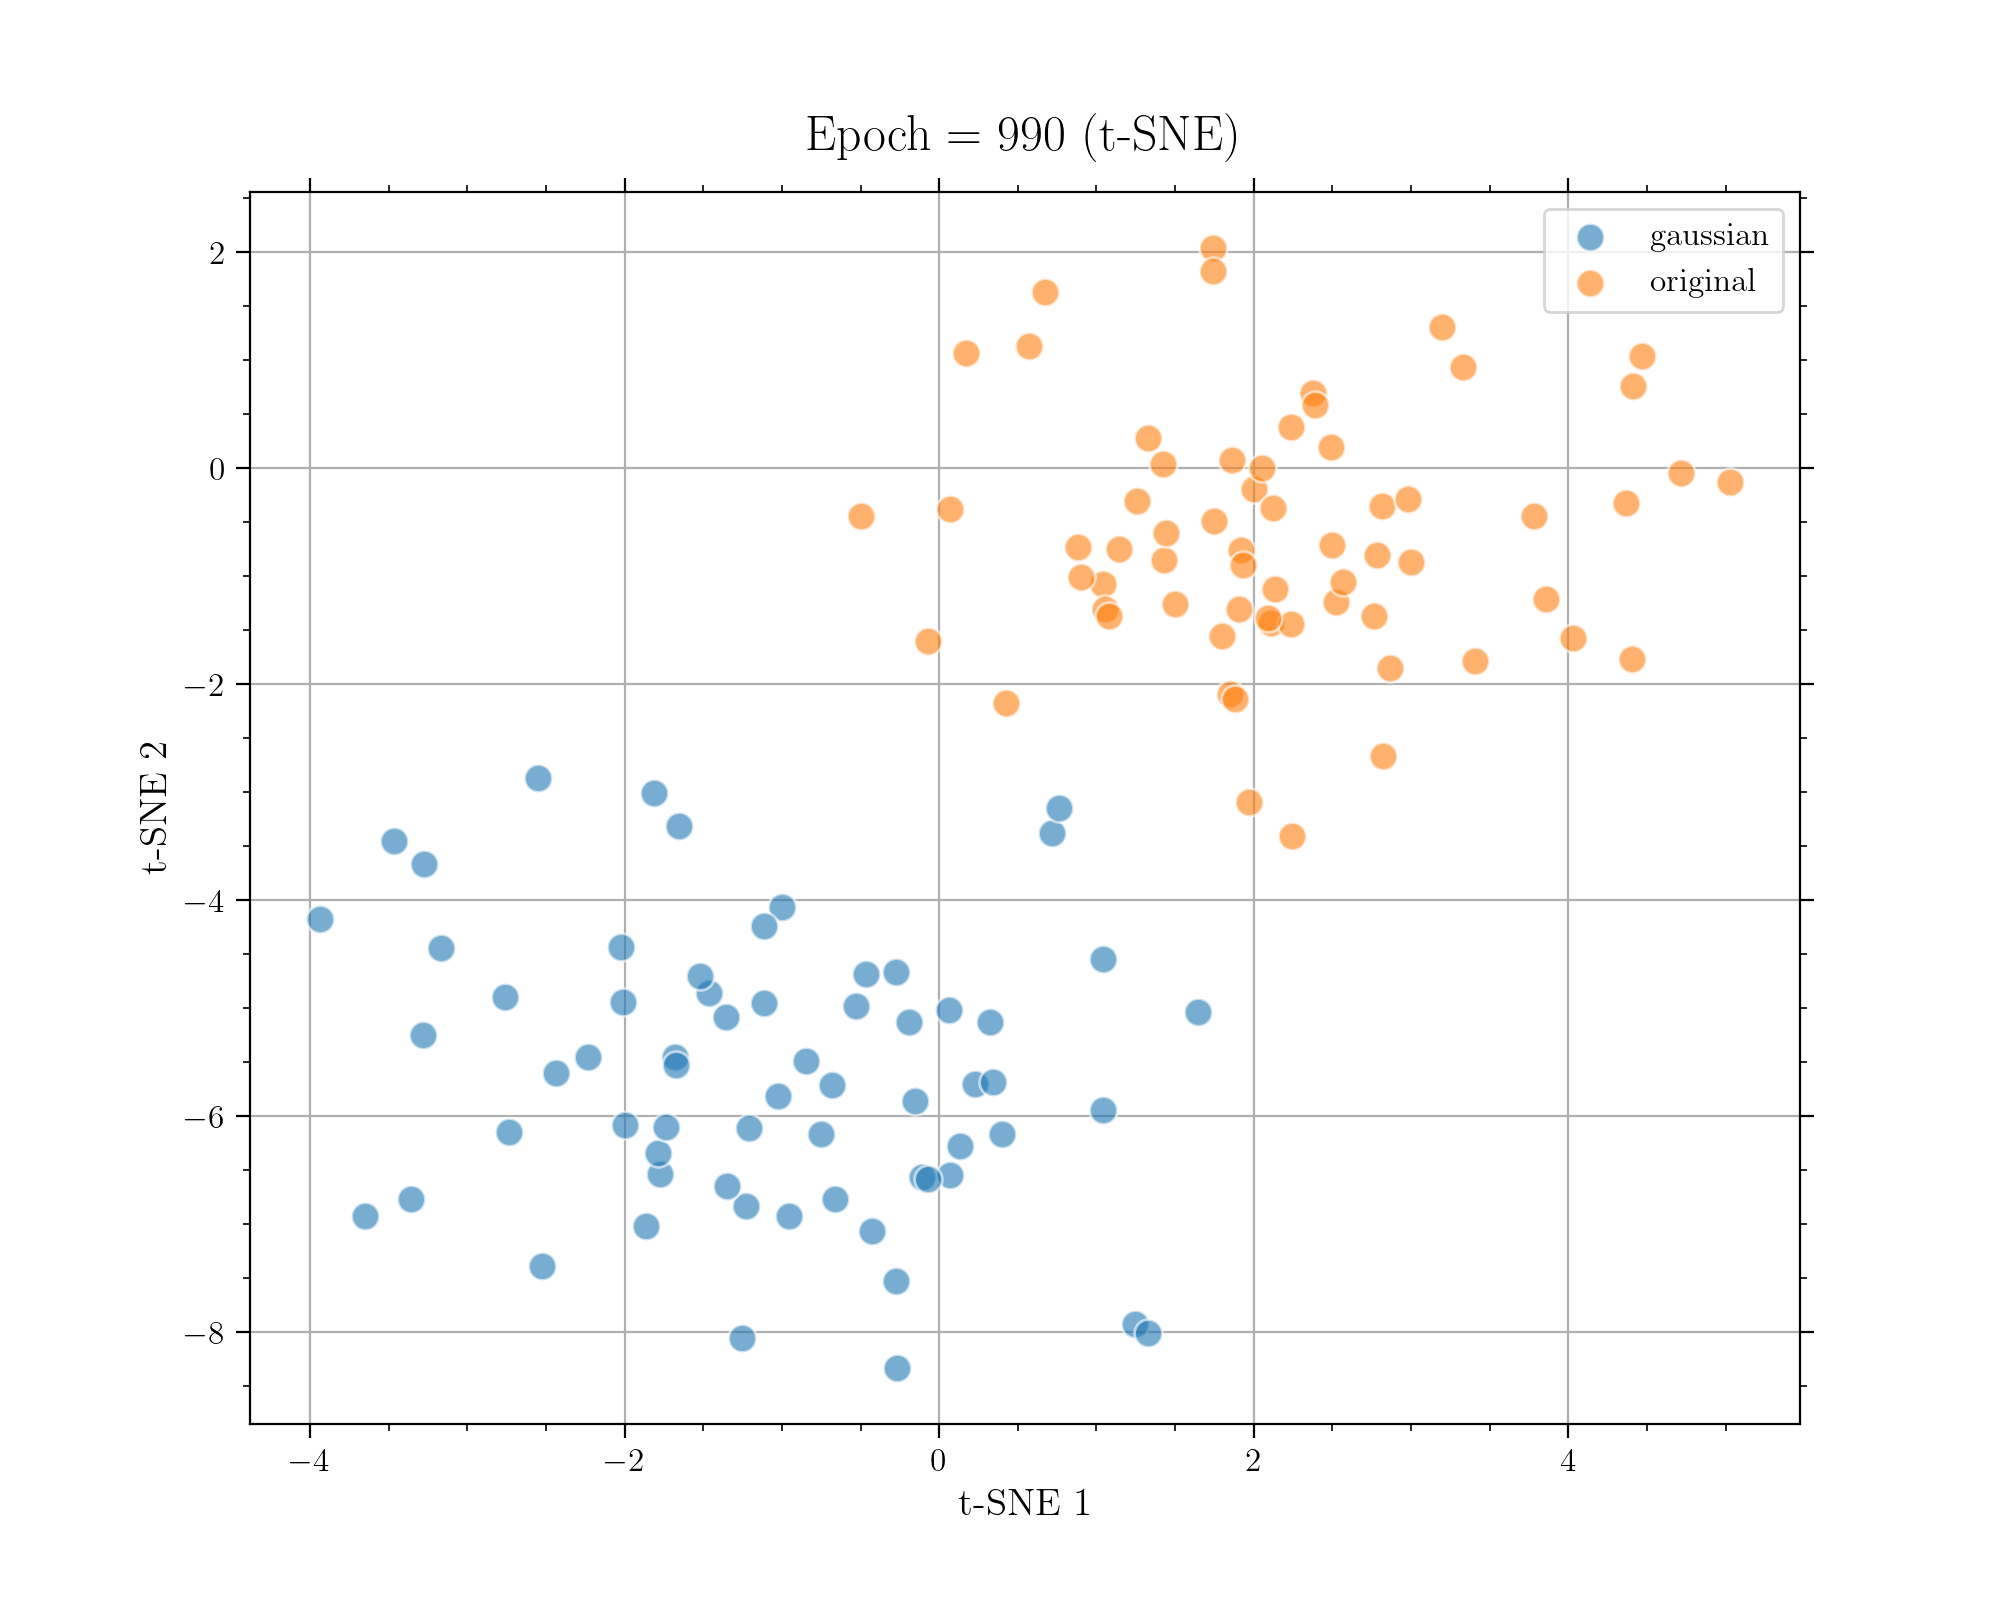 Epoch = 990 (t-SNE)
gaussian
original
2
0
−2
−4
−6
−8
t-SNE 2
−4
−2
0
2
4
t-SNE 1